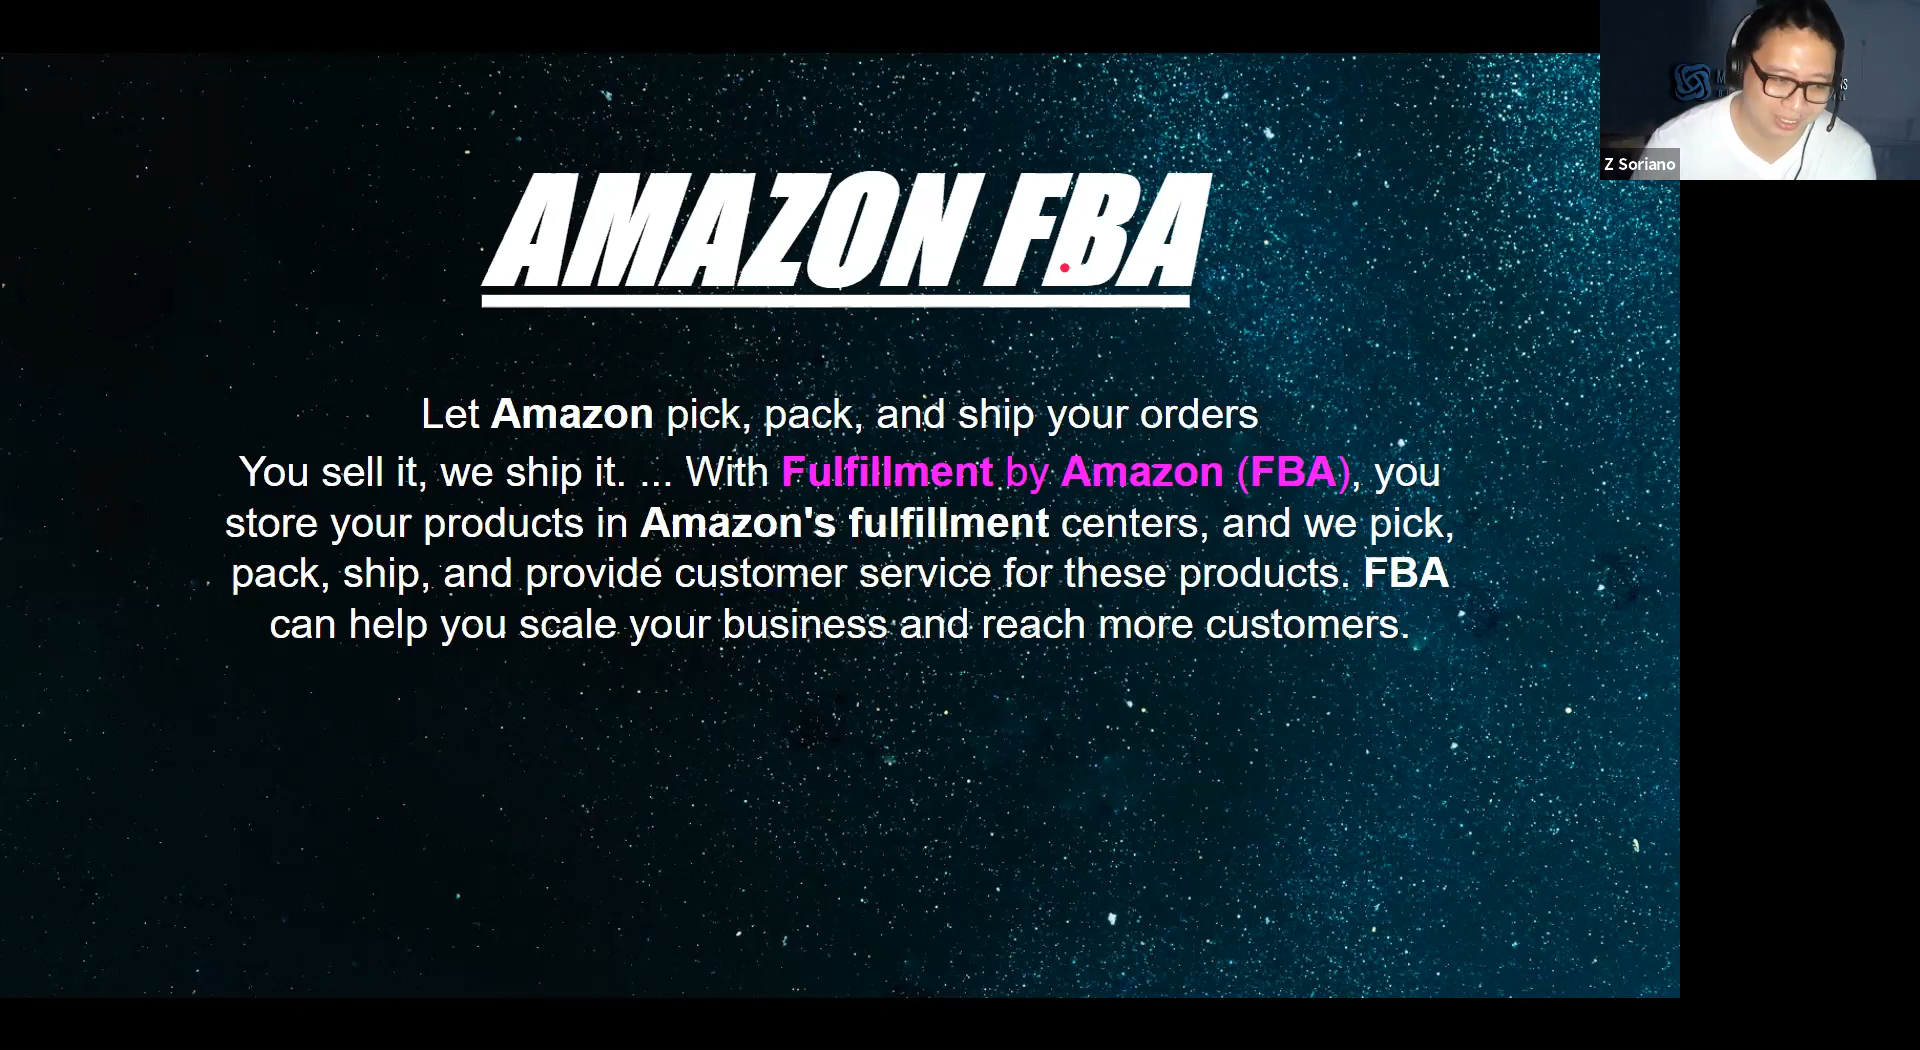 AMAZON FBA
Let Amazon pick, pack, and ship your orders
You sell it, we ship it. ... With Fulfillment by Amazon (FBA), you
store your products in Amazon's fulfillment centers, and we pick,
pack, ship, and provide customer service for these products. FBA
can help you scale your business and reach more customers.
Z Soriano